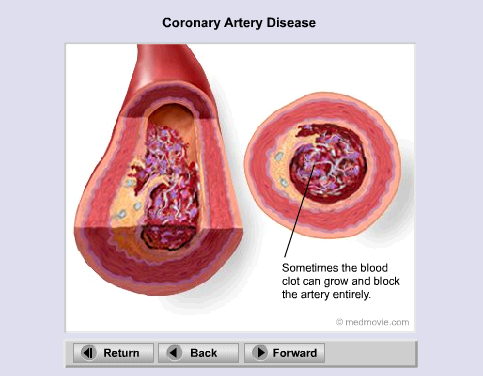 Coronary Artery Disease
Sometimes the blood
clot can grow and block
the artery entirely.
© medmovie.com
Return
Back
Forward